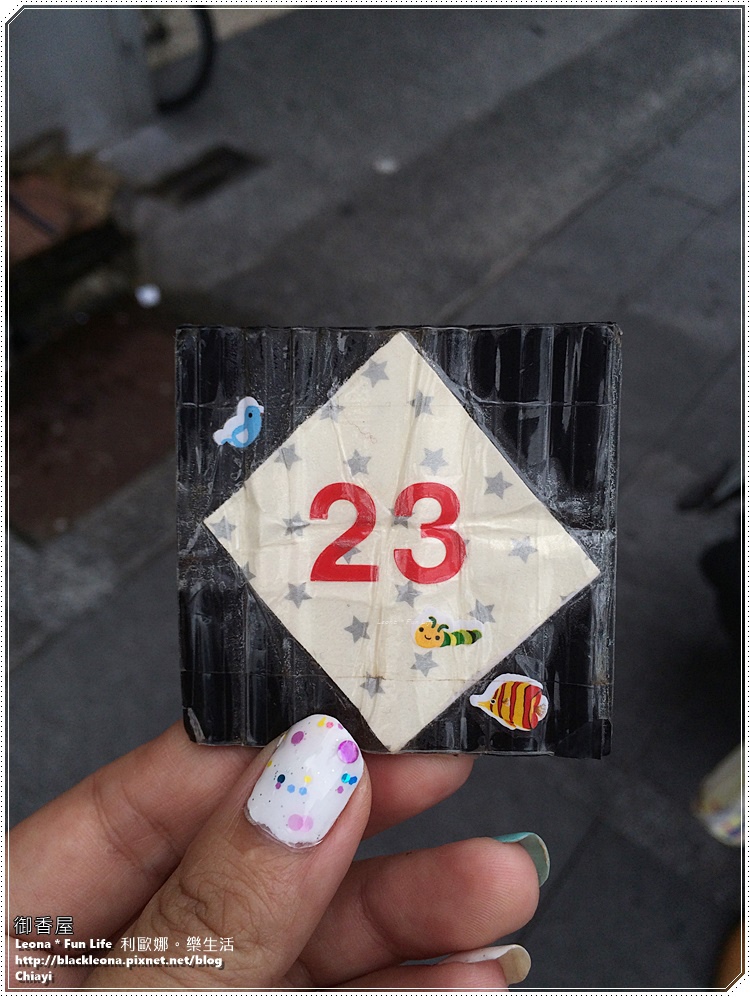 23
御香屋
Leona * Fun Life 利歐娜。樂生活
http://blackleona.pixnet.net/blog
Chiayi